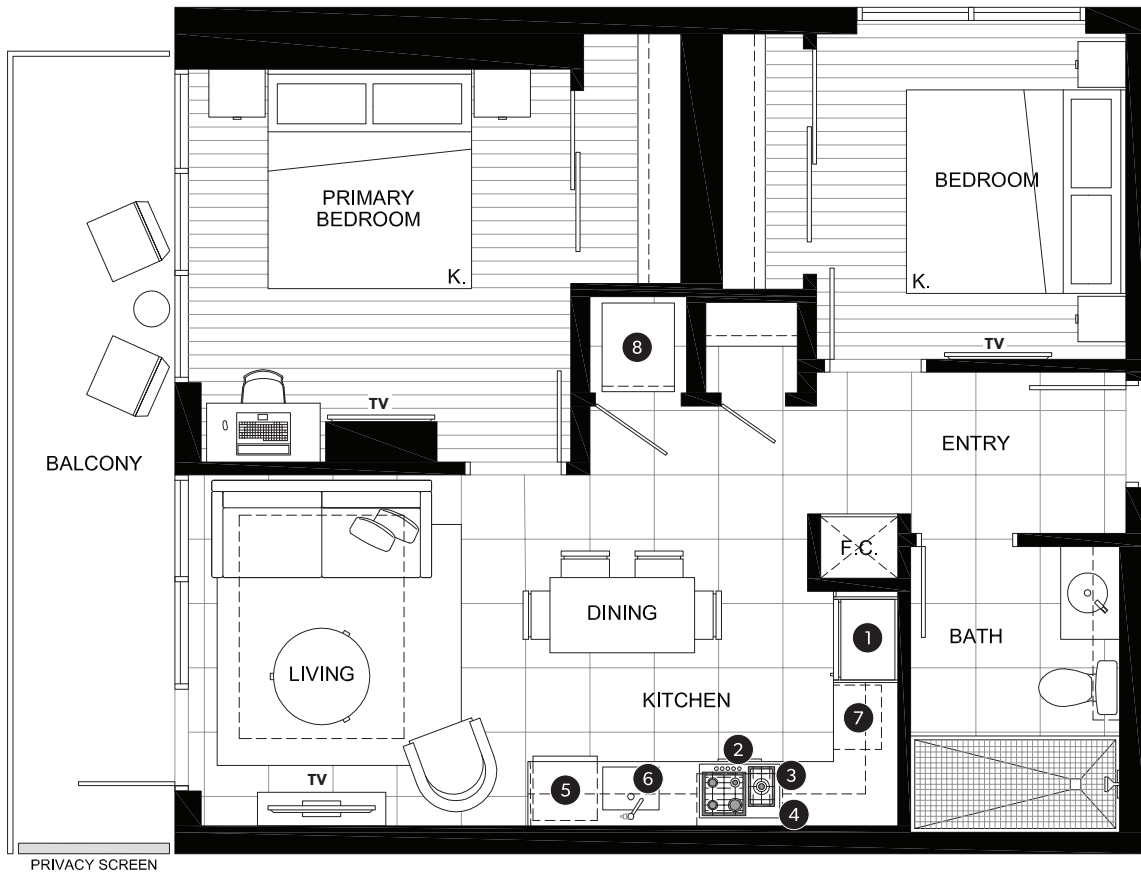 PRIMARY
BEDROOM
K.
BEDROOM
K.
8
TV
TV
BALCONY
ENTRY
F.C.
DINING
1
BATH
LIVING
KITCHEN
7
2
TV
5
6
3
4
PRIVACY SCREEN